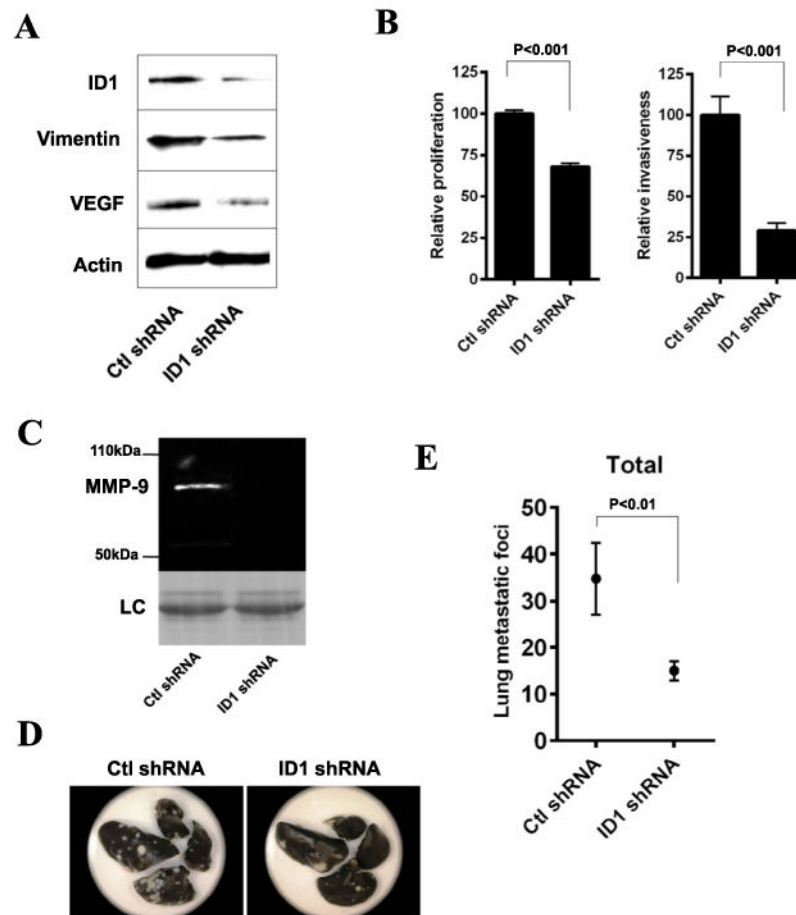 A
ID1
Vimentin
VEGF
Actin
Ctl shRNA
ID1 shRNA
B
P<0.001
Relative proliferation
125
100
75
50
25
0
Ctl shRNA
ID1 shRNA
P<0.001
Relative invasiveness
125
100
75
50
25
0
Ctl shRNA
ID1 shRNA
C
110kDa
MMP-9
50kDa
LC
Ctl shRNA
ID1 shRNA
D
Ctl shRNA
ID1 shRNA
E
Total
P<0.01
Lung metastatic foci
50
40
30
20
10
0
Ctl shRNA
ID1 shRNA